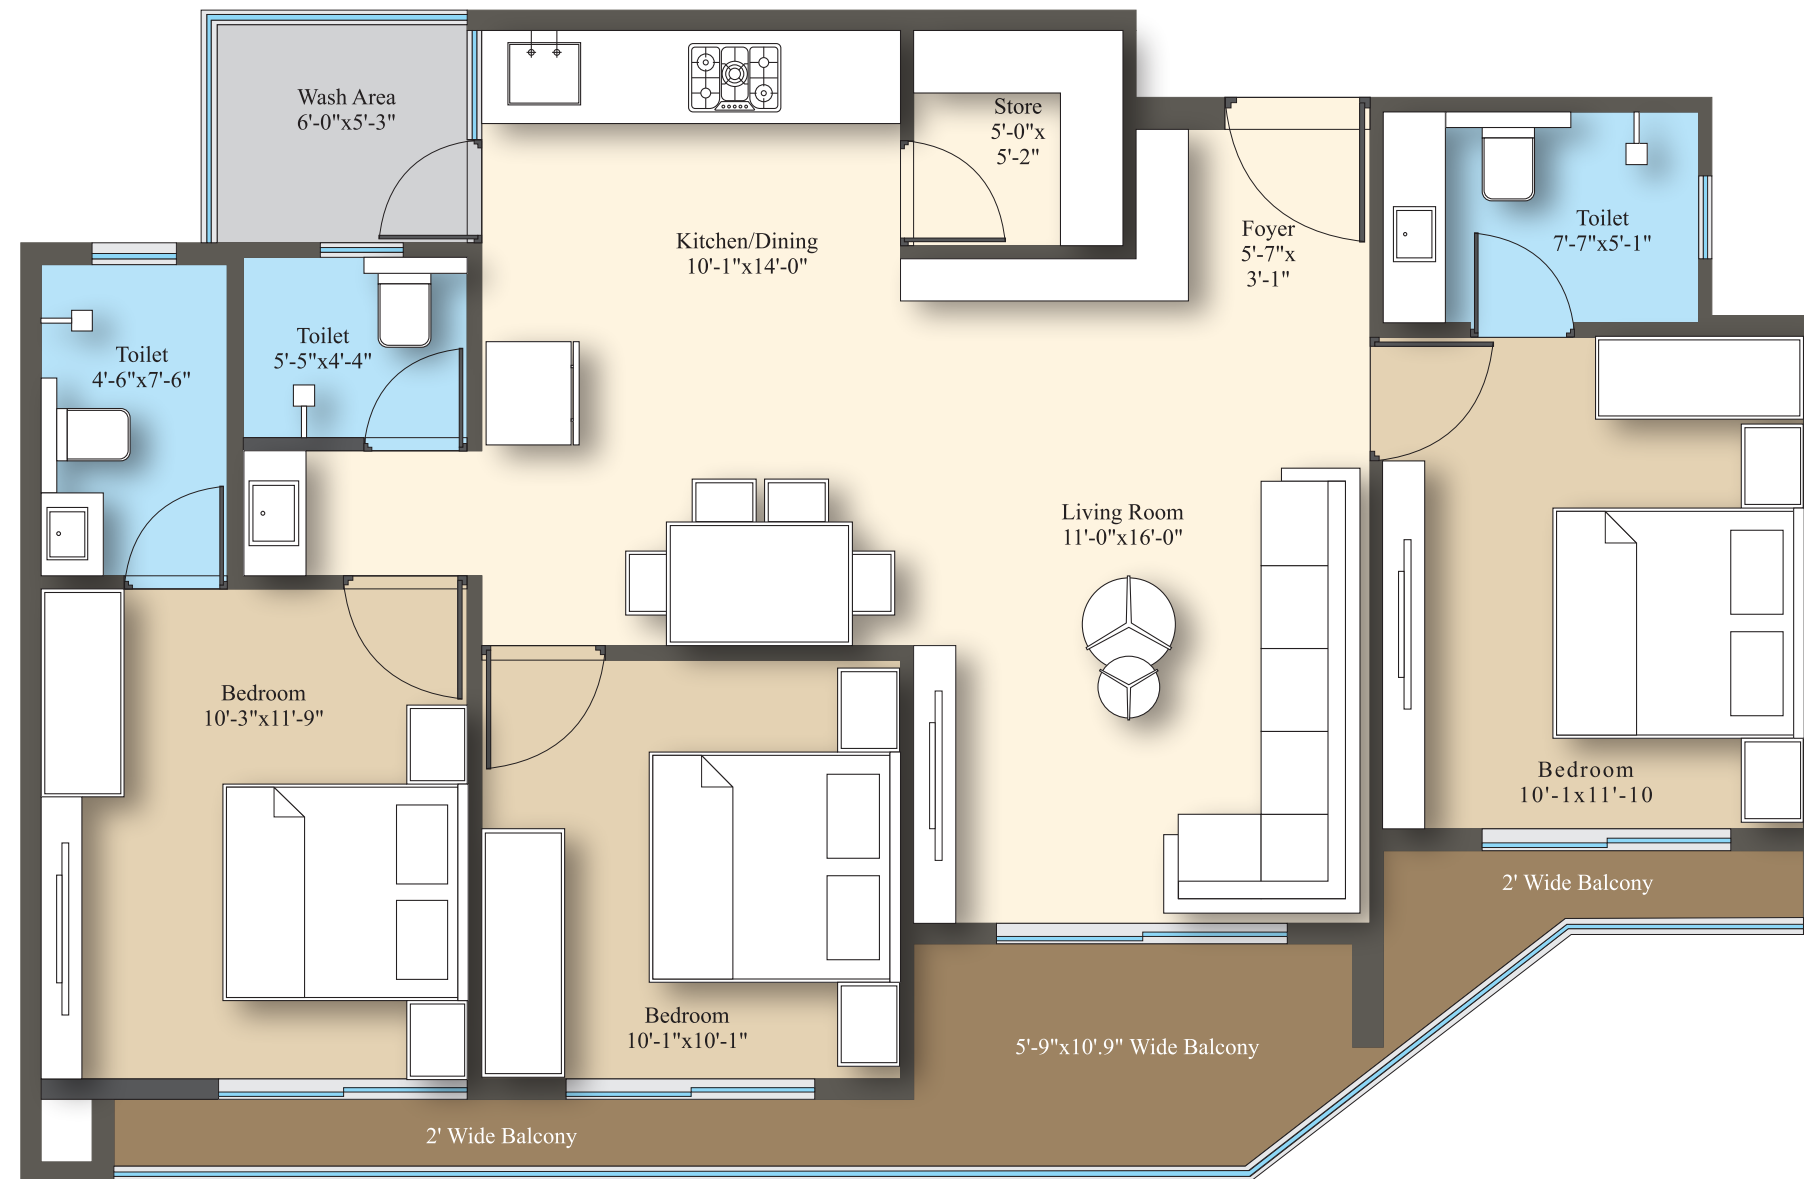 Wash Area
6'-0"x5'-3"
Store
5'-0"x
5'-2"
Kitchen/Dining
10'-1"x14'-0"
Foyer
5'-7"x
3'-1"
Toilet
7'-7"x5'-1"
Toilet
4'-6"x7'-6"
Toilet
5'-5"x4'-4"
Living Room
11'-0"x16'-0"
Bedroom
10'-3"x11'-9"
Bedroom
10'-1x11'-10
Bedroom
10'-1"x10'-1"
2' Wide Balcony
5'-9"x10'.9" Wide Balcony
2' Wide Balcony